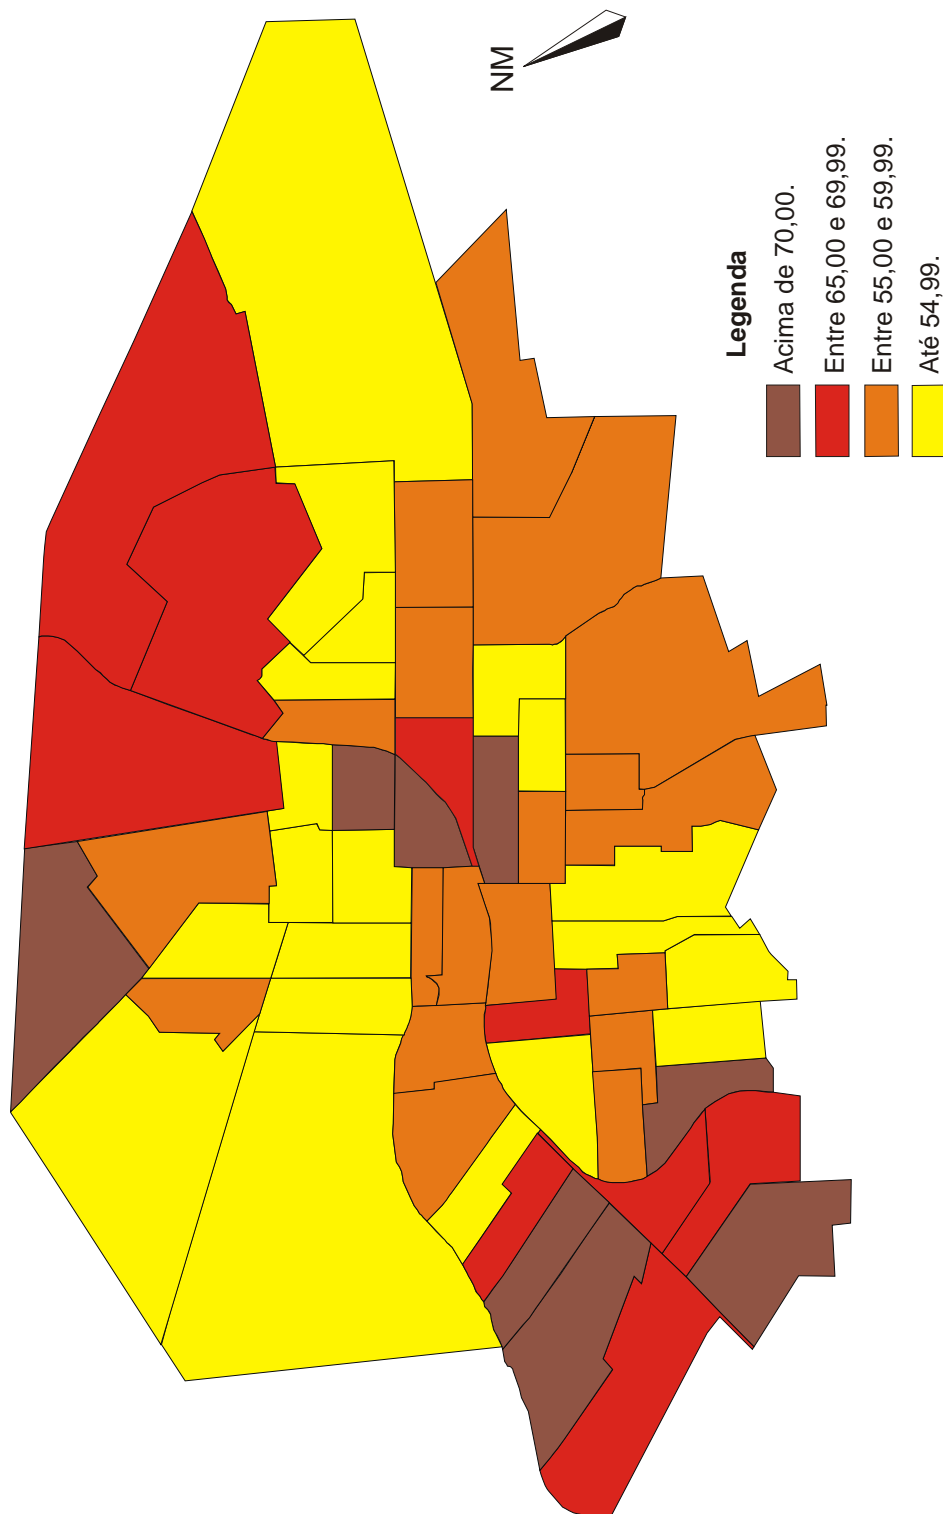 NM
Legenda
Acima de 70,00.
Entre 65,00 e 69,99.
Entre 55,00 e 59,99.
Até 54,99.